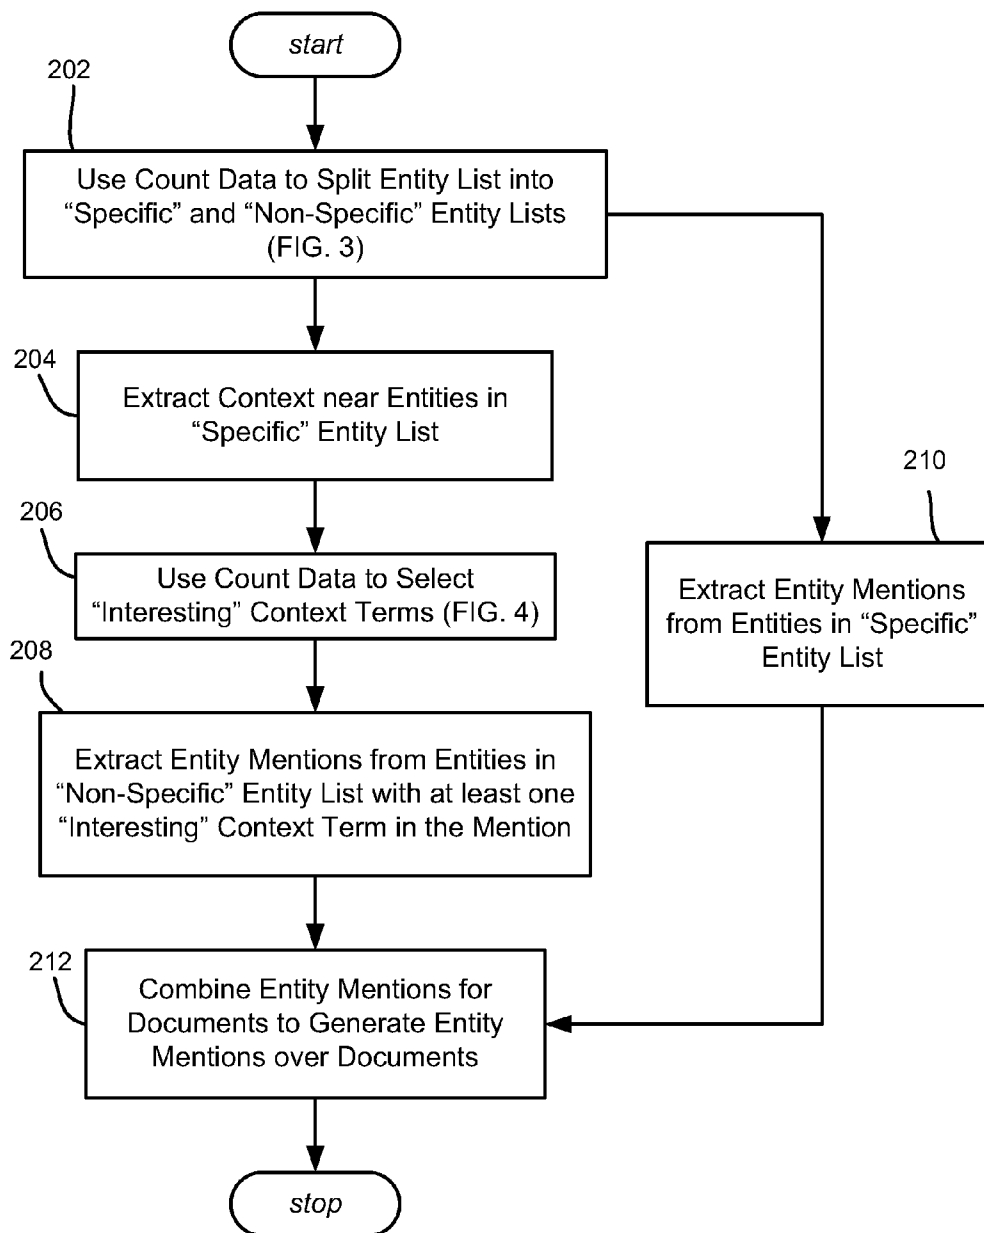 start
202
Use Count Data to Split Entity List into
“Specific” and “Non-Specific” Entity Lists
(FIG. 3)
204
Extract Context near Entities in
“Specific” Entity List
206
Use Count Data to Select
“Interesting” Context Terms (FIG. 4)
210
Extract Entity Mentions
from Entities in “Specific”
Entity List
208
Extract Entity Mentions from Entities in
“Non-Specific” Entity List with at least one
“Interesting” Context Term in the Mention
212
Combine Entity Mentions for
Documents to Generate Entity
Mentions over Documents
stop